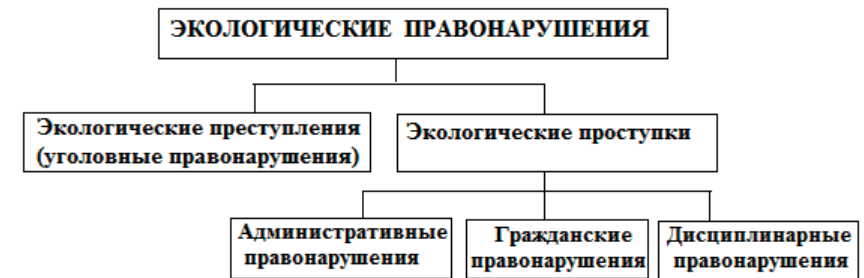 ЭКОЛОГИЧЕСКИЕ ПРАВОНАРУШЕНИЯ
Экологические преступления
(уголовные правонарушения)
Экологические проступки
Административные
правонарушения
Гражданские
правонарушения
Дисциплинарные
правонарушения